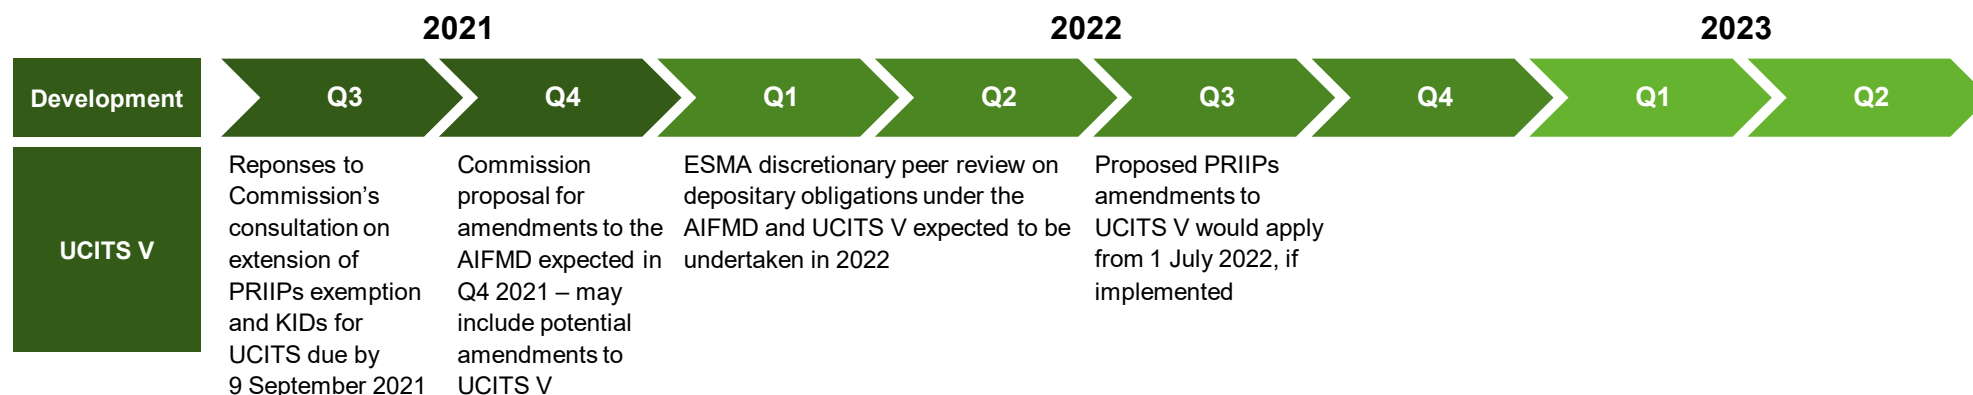 2021
2022
2023
Development
Q3
Q4
Q1
Q2
Q3
Q4
Q1
Q2
UCITS V
Reponses to
Commission’s
consultation on
extension of
PRIIPs exemption
and KIDs for
UCITS due by
9 September 2021
Commission
proposal for
amendments to the
AIFMD expected in
Q4 2021 – may
include potential
amendments to
UCITS V
ESMA discretionary peer review on
depositary obligations under the
AIFMD and UCITS V expected to be
undertaken in 2022
Proposed PRIIPs
amendments to
UCITS V would apply
from 1 July 2022, if
implemented